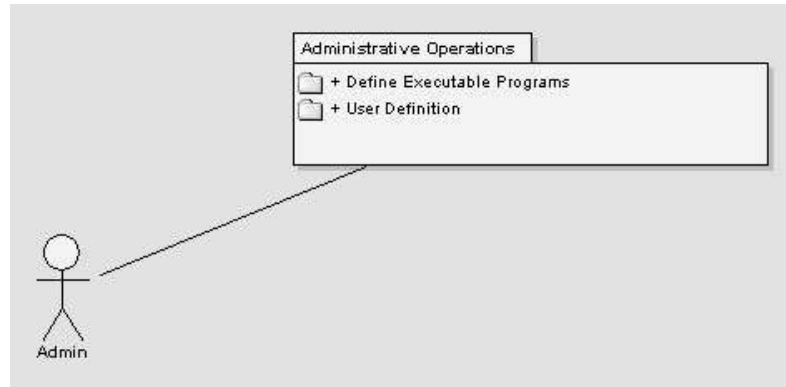 Administrative Operations
+ Define Executable Programs
+ User Definition
Admin